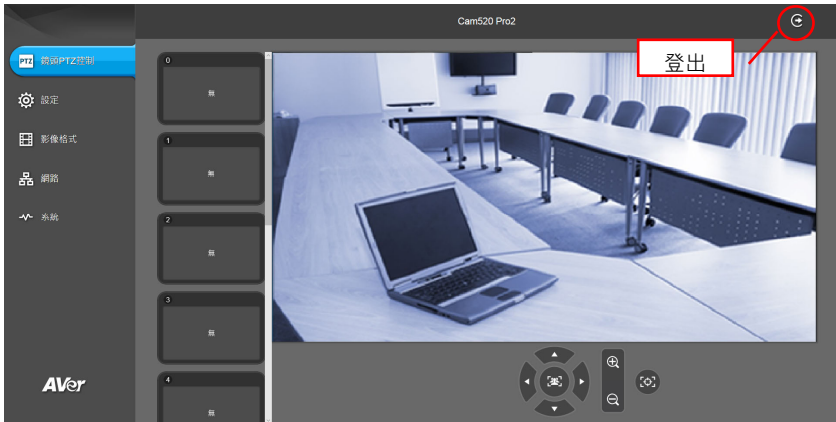 Cam520 Pro2
登出
PTZ 鏡頭PTZ控制
設定
影像格式
網路
系統
AVer
0
無
1
無
2
無
3
無
4
無